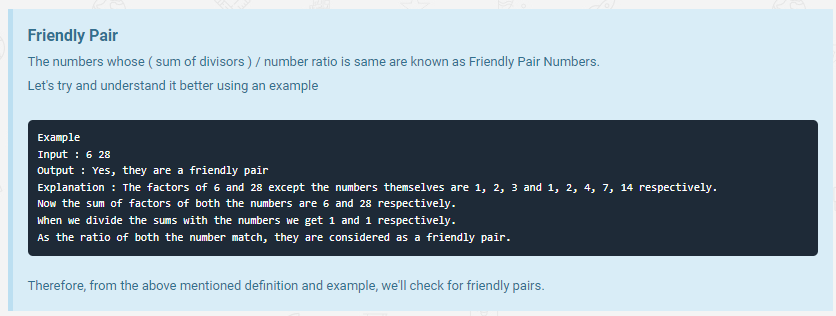 Friendly Pair
The numbers whose ( sum of divisors ) / number ratio is same are known as Friendly Pair Numbers.
Let's try and understand it better using an example
Example
Input : 6 28
Output : Yes, they are a friendly pair
Explanation : The factors of 6 and 28 except the numbers themselves are 1, 2, 3 and 1, 2, 4, 7, 14 respectively.
Now the sum of factors of both the numbers are 6 and 28 respectively.
When we divide the sums with the numbers we get 1 and 1 respectively.
As the ratio of both the number match, they are considered as a friendly pair.
Therefore, from the above mentioned definition and example, we'll check for friendly pairs.